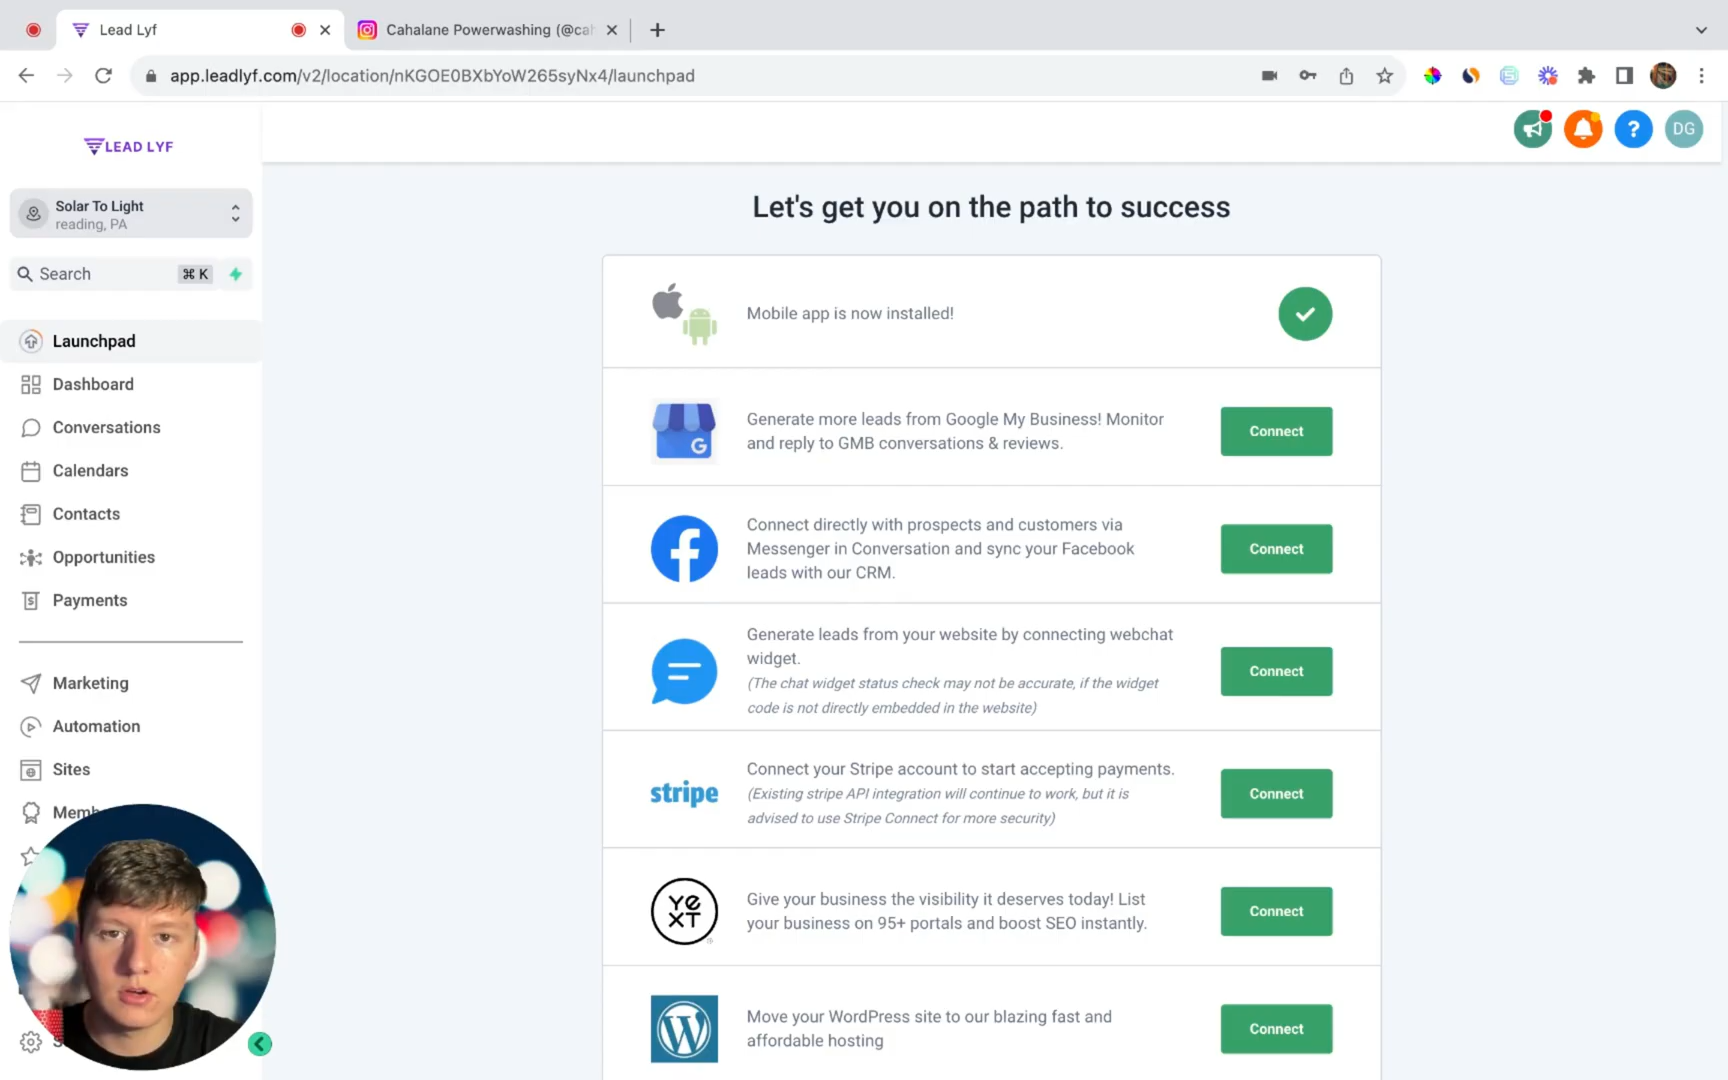 Lead Lyf
Cahalane Powerwashing (@cah
app.leadlyf.com/v2/location/nKGOE0BXbYoW265syNx4/launchpad
LEAD LYF
DG
Solar To Light
reading, PA
Search
⌘ K
Launchpad
Dashboard
Conversations
Calendars
Contacts
Opportunities
Payments
Marketing
Automation
Sites
Let's get you on the path to success
Mobile app is now installed!
Generate more leads from Google My Business! Monitor
and reply to GMB conversations & reviews.
Connect
Connect directly with prospects and customers via
Messenger in Conversation and sync your Facebook
leads with our CRM.
Connect
Generate leads from your website by connecting webchat
widget.
(The chat widget status check may not be accurate, if the widget
code is not directly embedded in the website)
Connect
stripe
Connect your Stripe account to start accepting payments.
(Existing stripe API integration will continue to work, but it is
advised to use Stripe Connect for more security)
Connect
YEXT
Give your business the visibility it deserves today! List
your business on 95+ portals and boost SEO instantly.
Connect
Move your WordPress site to our blazing fast and
affordable hosting
Connect